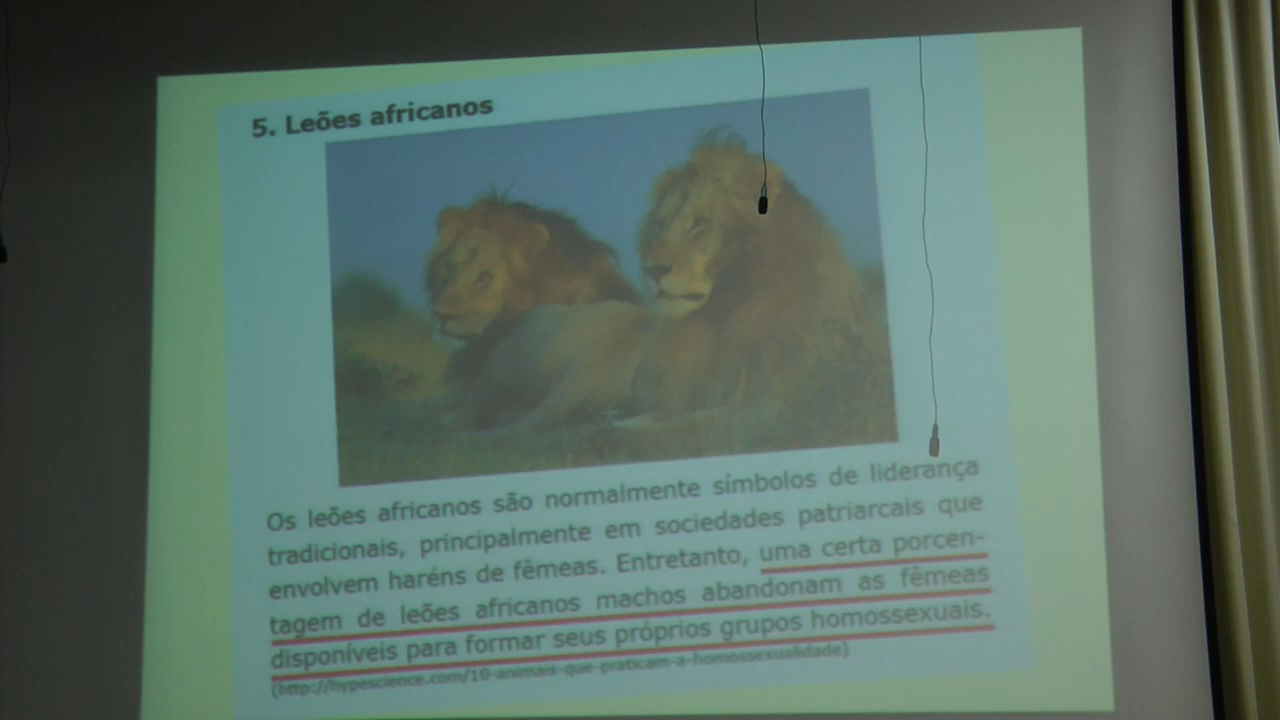 5. Leões africanos
Os leões africanos são normalmente símbolos de liderança
tradicionais, principalmente em sociedades patriarcais que
envolvem haréns de fêmeas. Entretanto, uma certa porcen-
tagem de leões africanos machos abandonam as fêmeas
disponíveis para formar seus próprios grupos homossexuais.
(http://hypescience.com/10-animais-que-praticam-a-homossexualidade)